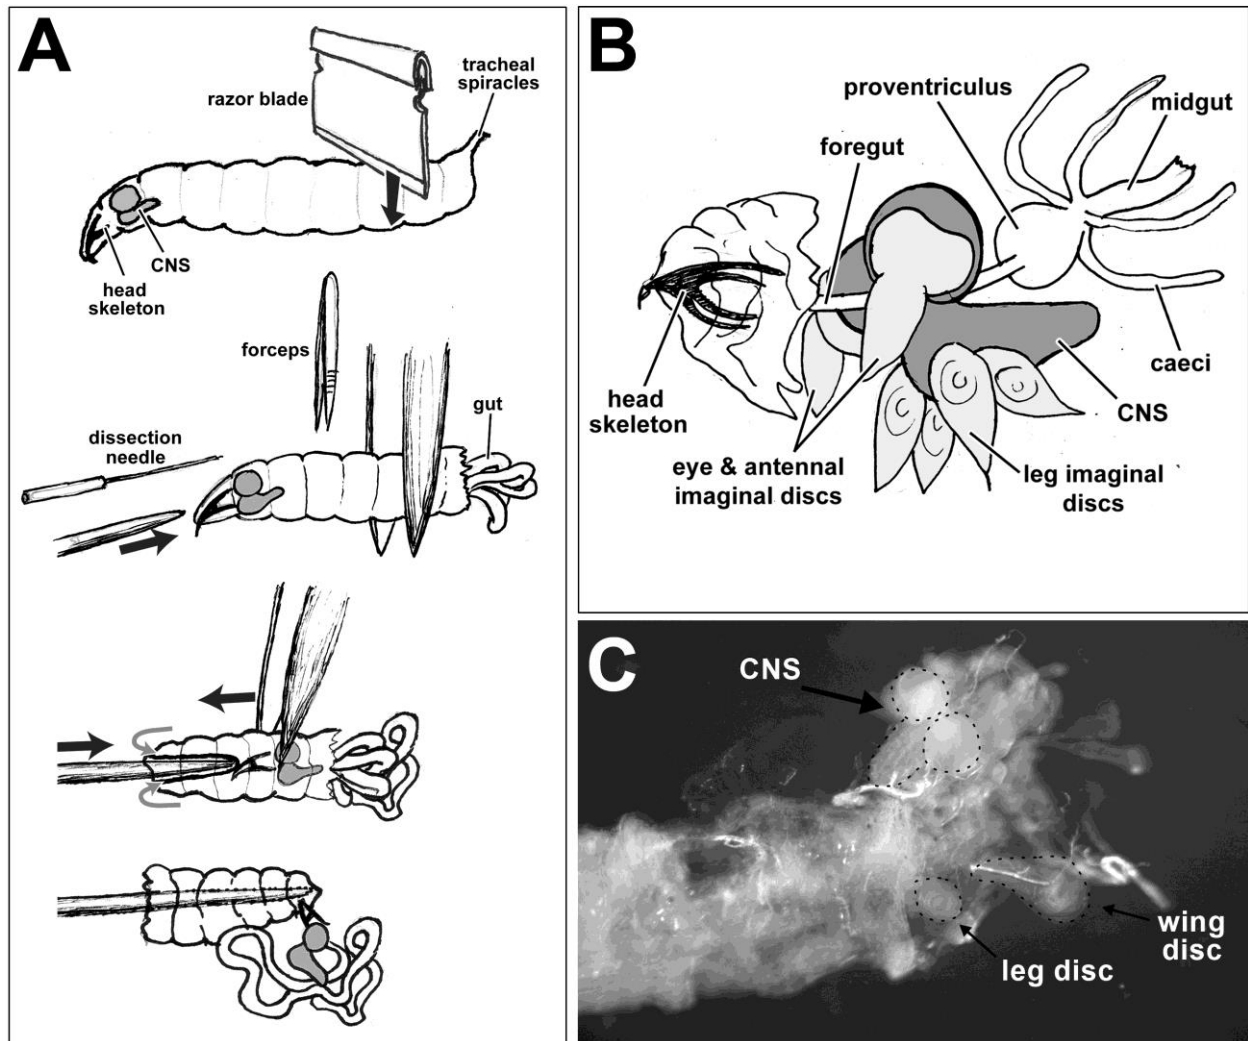 A
razor blade
tracheal
spiracles
CNS
head
skeleton
forceps
gut
dissection
needle
B
proventriculus
midgut
foregut
head
skeleton
eye & antennal
imaginal discs
leg imaginal
discs
CNS
caeci
C
CNS
wing
disc
leg disc